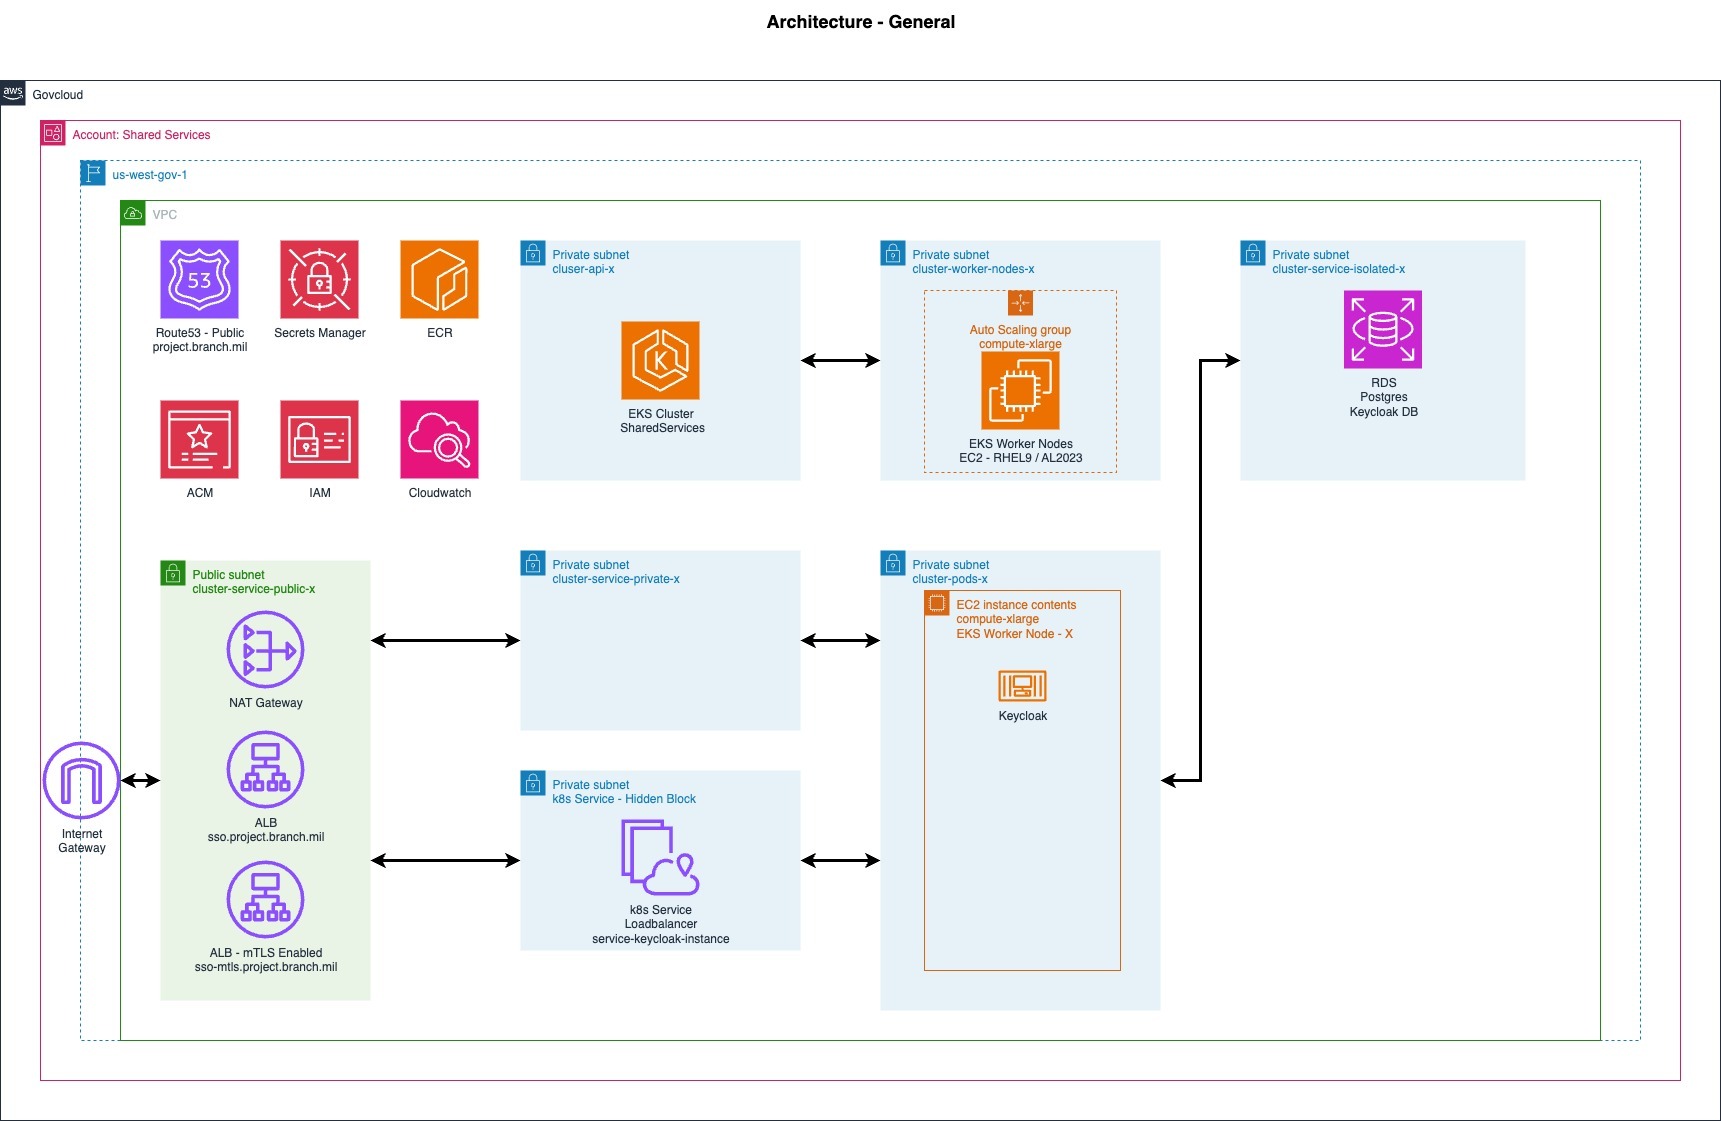 Architecture - General
aws
Govcloud
Account: Shared Services
us-west-gov-1
VPC
53
Route53 - Public
project.branch.mil
Secrets Manager
ECR
ACM
IAM
Cloudwatch
Private subnet
cluser-api-x
K
EKS Cluster
SharedServices
Private subnet
cluster-worker-nodes-x
Auto Scaling group
compute-xlarge
EKS Worker Nodes
EC2 - RHEL9 / AL2023
Private subnet
cluster-service-isolated-x
RDS
Postgres
Keycloak DB
Public subnet
cluster-service-public-x
NAT Gateway
ALB
sso.project.branch.mil
ALB - mTLS Enabled
sso-mtls.project.branch.mil
Internet
Gateway
Private subnet
cluster-service-private-x
Private subnet
k8s Service - Hidden Block
k8s Service
Loadbalancer
service-keycloak-instance
Private subnet
cluster-pods-x
EC2 instance contents
compute-xlarge
EKS Worker Node - X
Keycloak